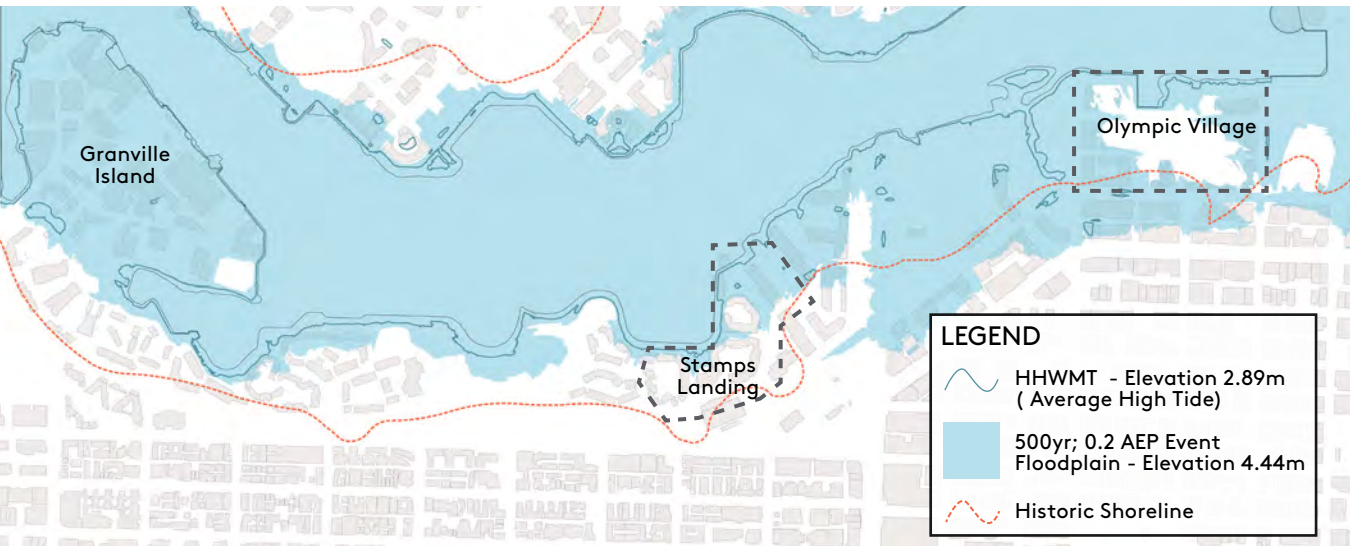 Granville
Island
Olympic Village
Stamps
Landing
LEGEND
HHWMT - Elevation 2.89m
( Average High Tide)
500yr; 0.2 AEP Event
Floodplain - Elevation 4.44m
Historic Shoreline